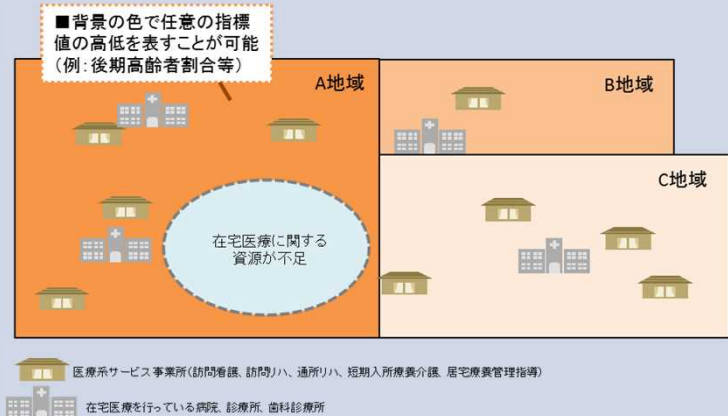 ■背景の色で任意の指標
値の高低を表すことが可能
（例：後期高齢者割合等）
A地域
B地域
C地域
在宅医療に関する
資源が不足
医療系サービス事業所（訪問看護、訪問リハ、通所リハ、短期入所療養介護、居宅療養管理指導）
在宅医療を行っている病院、診療所、歯科診療所